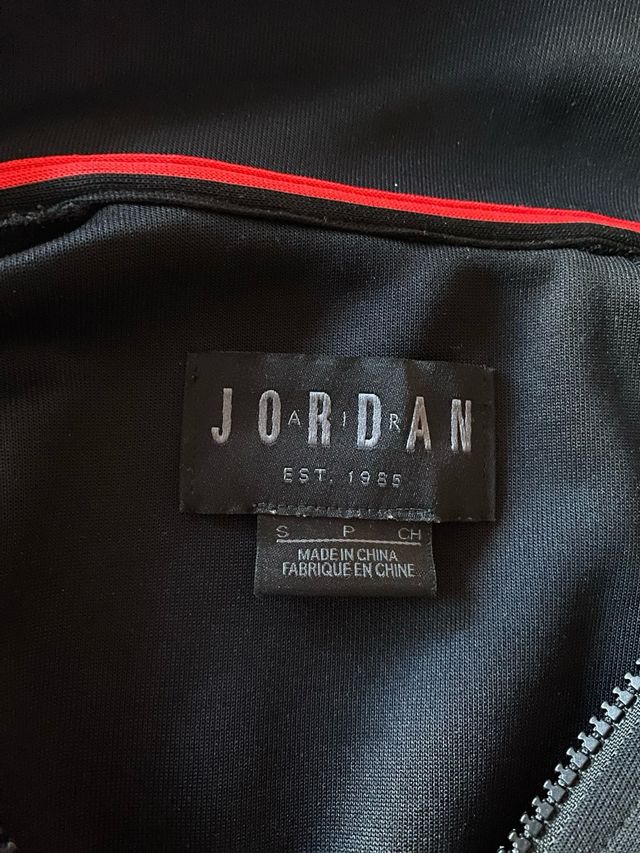 JORDAN
AIR
EST. 1985
S P CH
MADE IN CHINA
FABRIQUE EN CHINE